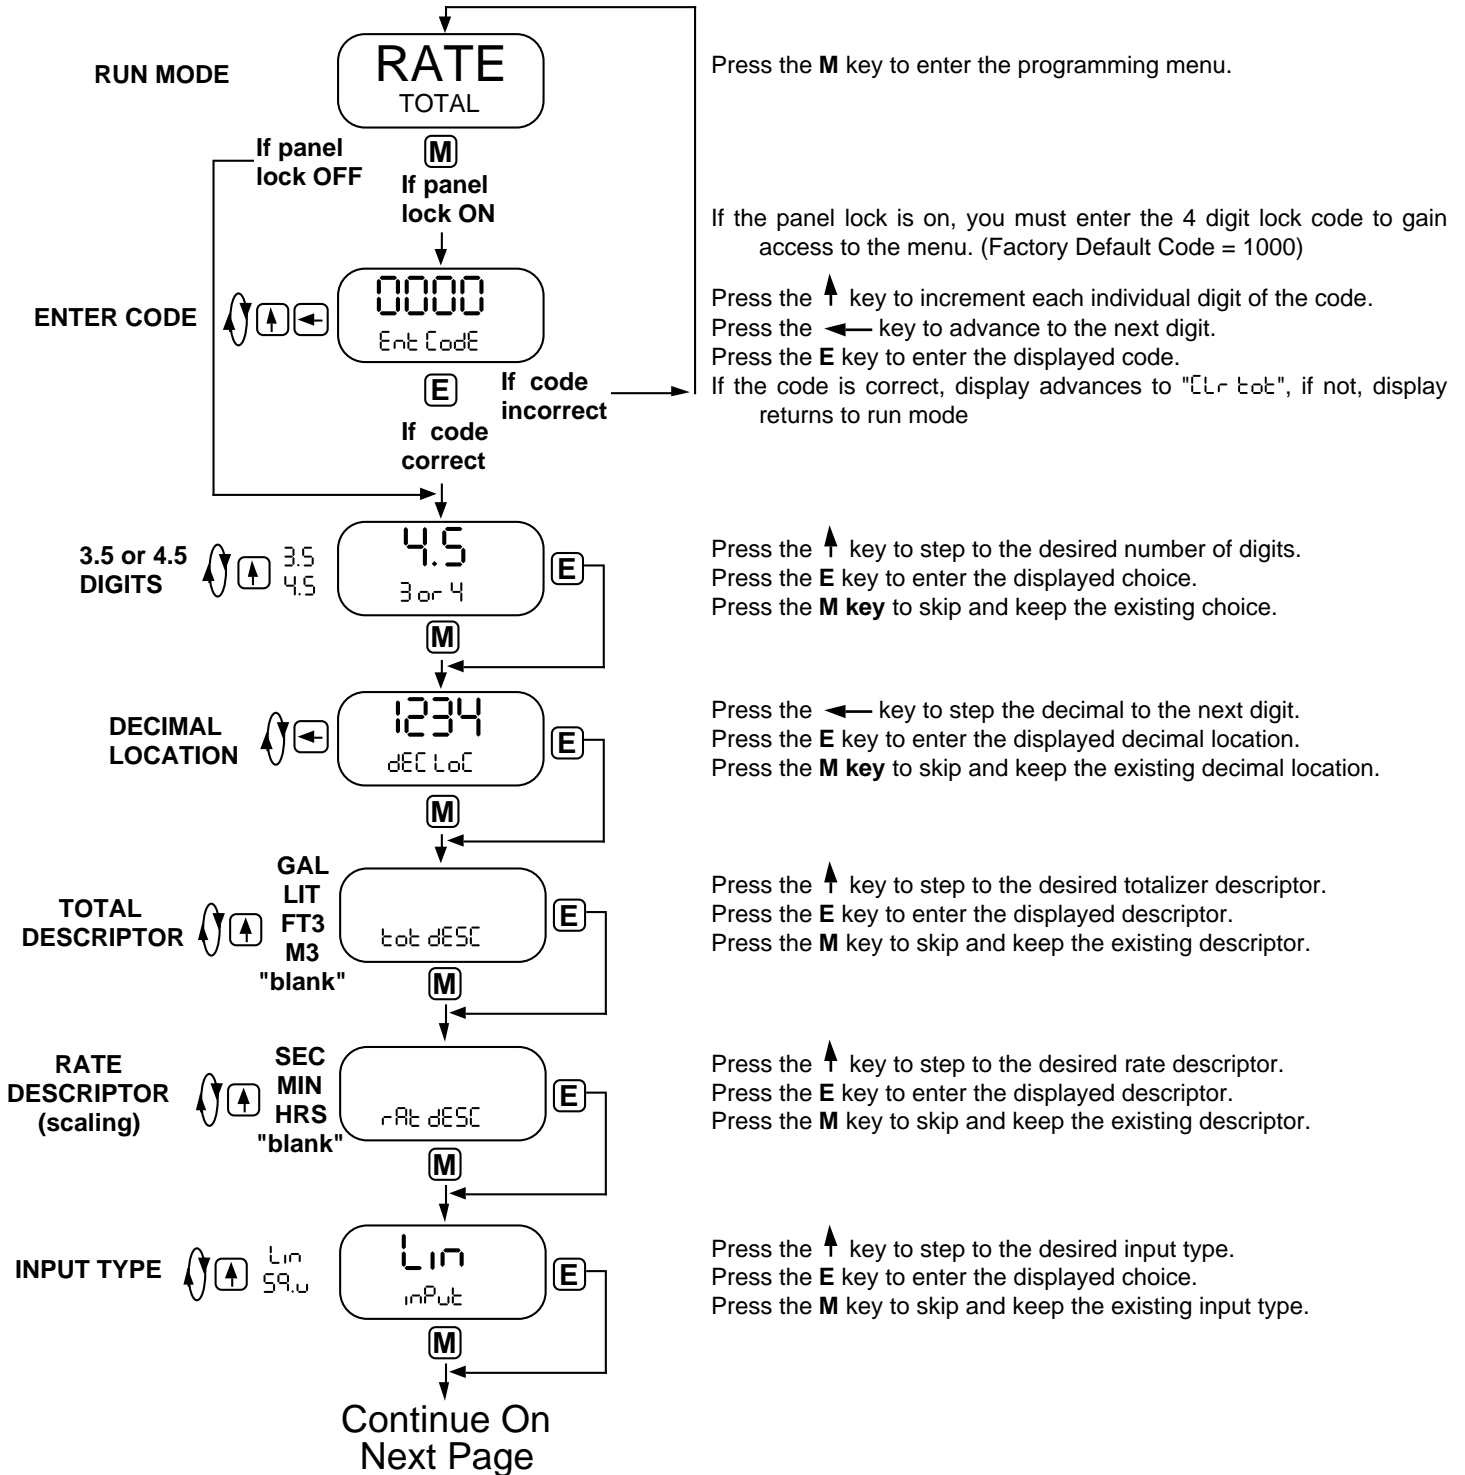 RUN MODE
RATE
TOTAL
Press the M key to enter the programming menu.
If panel
lock OFF
M
If panel
lock ON
If the panel lock is on, you must enter the 4 digit lock code to gain
access to the menu. (Factory Default Code = 1000)
ENTER CODE
0000
Ent CodE
Press the ↑ key to increment each individual digit of the code.
Press the ← key to advance to the next digit.
Press the E key to enter the displayed code.
If the code is correct, display advances to "CLr tot", if not, display
returns to run mode
E
If code
incorrect
If code
correct
3.5 or 4.5
DIGITS
3.5
4.5
4.5
3 or 4
E
M
Press the ↑ key to step to the desired number of digits.
Press the E key to enter the displayed choice.
Press the M key to skip and keep the existing choice.
DECIMAL
LOCATION
1234
dEC LoC
E
M
Press the ← key to step the decimal to the next digit.
Press the E key to enter the displayed decimal location.
Press the M key to skip and keep the existing decimal location.
TOTAL
DESCRIPTOR
GAL
LIT
FT3
M3
"blank"
tot dESC
E
M
Press the ↑ key to step to the desired totalizer descriptor.
Press the E key to enter the displayed descriptor.
Press the M key to skip and keep the existing descriptor.
RATE
DESCRIPTOR
(scaling)
SEC
MIN
HRS
"blank"
rAt dESC
E
M
Press the ↑ key to step to the desired rate descriptor.
Press the E key to enter the displayed descriptor.
Press the M key to skip and keep the existing descriptor.
INPUT TYPE
Lin
Sq.u
Lin
inPut
E
M
Press the ↑ key to step to the desired input type.
Press the E key to enter the displayed choice.
Press the M key to skip and keep the existing input type.
Continue On
Next Page